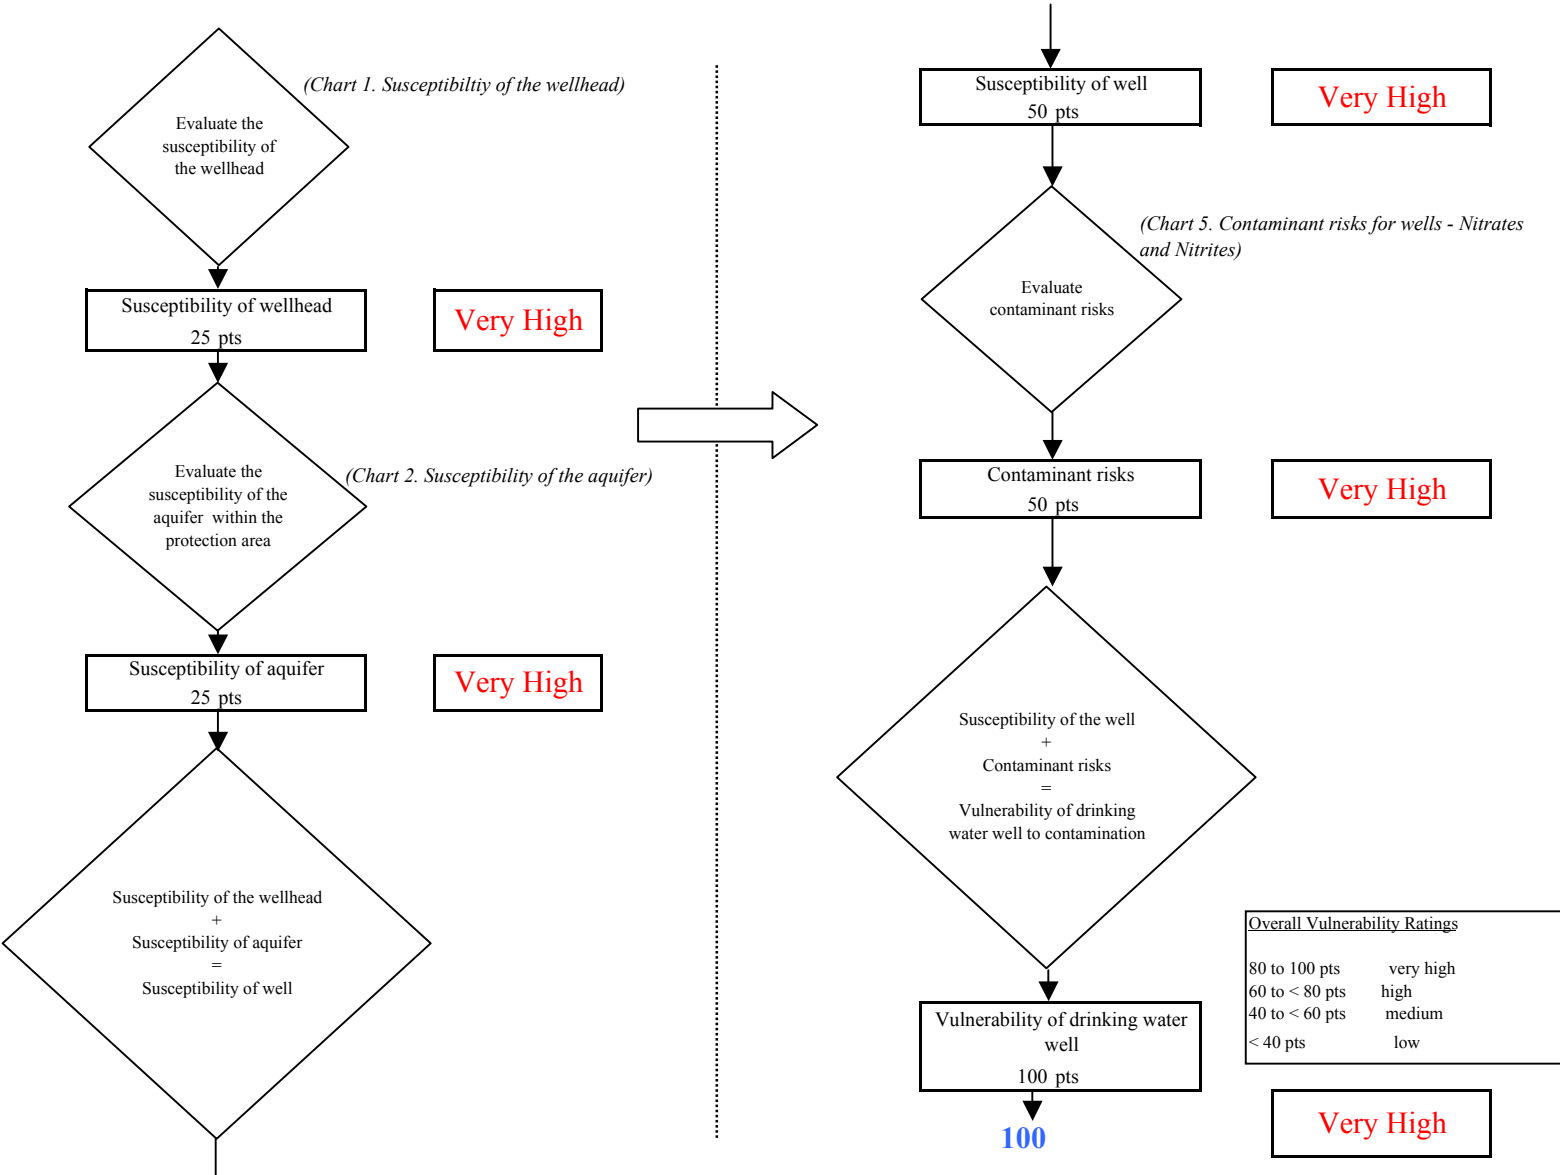 (Chart 1. Susceptibiltiy of the wellhead)
Evaluate the
susceptibility of
the wellhead
Susceptibility of wellhead
25 pts
Very High
(Chart 2. Susceptibility of the aquifer)
Evaluate the
susceptibility of the
aquifer within the
protection area
Susceptibility of aquifer
25 pts
Very High
Susceptibility of the wellhead
+
Susceptibility of aquifer
=
Susceptibility of well
Susceptibility of well
50 pts
Very High
(Chart 5. Contaminant risks for wells - Nitrates
and Nitrites)
Evaluate
contaminant risks
Contaminant risks
50 pts
Very High
Susceptibility of the well
+
Contaminant risks
=
Vulnerability of drinking
water well to contamination
Overall Vulnerability Ratings
80 to 100 pts very high
60 to < 80 pts high
40 to < 60 pts medium
< 40 pts low
Vulnerability of drinking water
well
100 pts
100
Very High